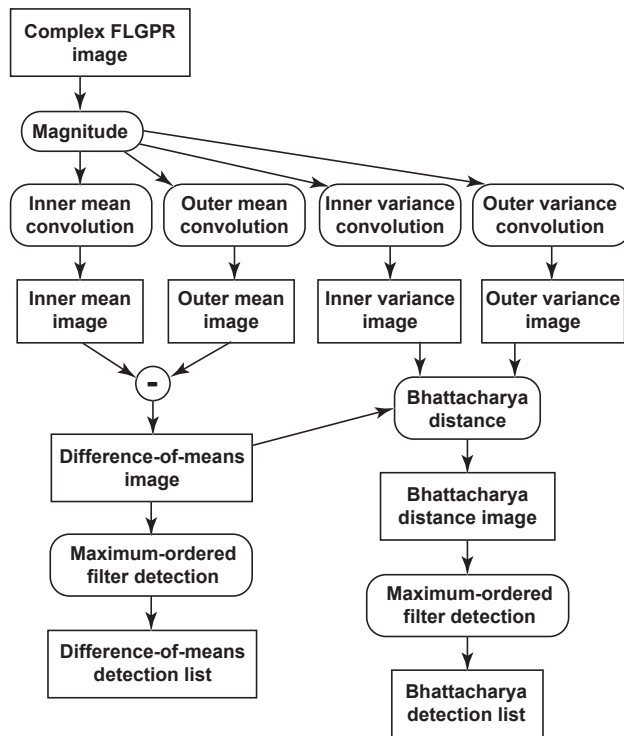 Complex FLGPR
image
Magnitude
Inner mean
convolution
Outer mean
convolution
Inner variance
convolution
Outer variance
convolution
Inner mean
image
Outer mean
image
Inner variance
image
Outer variance
image
-
Bhattacharya
distance
Difference-of-means
image
Bhattacharya
distance image
Maximum-ordered
filter detection
Maximum-ordered
filter detection
Difference-of-means
detection list
Bhattacharya
detection list